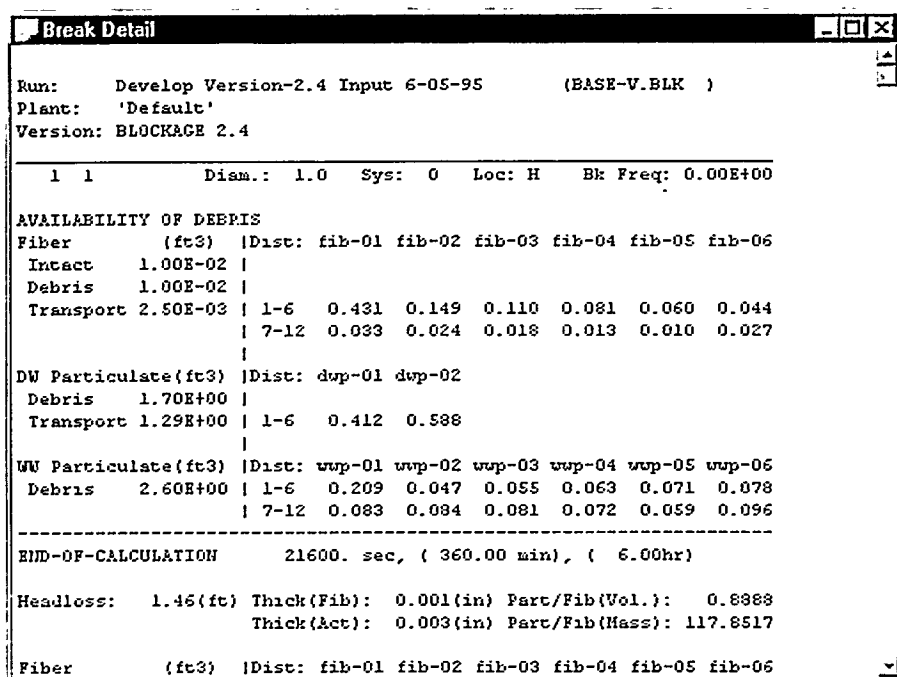 Break Detail
Run: Develop Version-2.4 Input 6-05-95 (BASE-V.BLK )
Plant: 'Default'
Version: BLOCKAGE 2.4
1 1 Diam.: 1.0 Sys: 0 Loc: H Bk Freq: 0.00E+00
AVAILABILITY OF DEBRIS
Fiber (ft3) |Dist: fib-01 fib-02 fib-03 fib-04 fib-05 fib-06
Intact 1.00E-02 |
Debris 1.00E-02 |
Transport 2.50E-03 | 1-6 0.431 0.149 0.110 0.081 0.060 0.044
| 7-12 0.033 0.024 0.018 0.013 0.010 0.027
|
DW Particulate(ft3) |Dist: dwp-01 dwp-02
Debris 1.70E+00 |
Transport 1.29E+00 | 1-6 0.412 0.588
|
WW Particulate(ft3) |Dist: wwp-01 wwp-02 wwp-03 wwp-04 wwp-05 wwp-06
Debris 2.60E+00 | 1-6 0.209 0.047 0.055 0.063 0.071 0.078
| 7-12 0.083 0.084 0.081 0.072 0.059 0.096
--------------------------------------------------------------------------
END-OF-CALCULATION 21600. sec, ( 360.00 min), ( 6.00hr)
Headloss: 1.46(ft) Thick(Fib): 0.001(in) Part/Fib(Vol.): 0.8888
Thick(Act): 0.003(in) Part/Fib(Mass): 117.8517
Fiber (ft3) |Dist: fib-01 fib-02 fib-03 fib-04 fib-05 fib-06